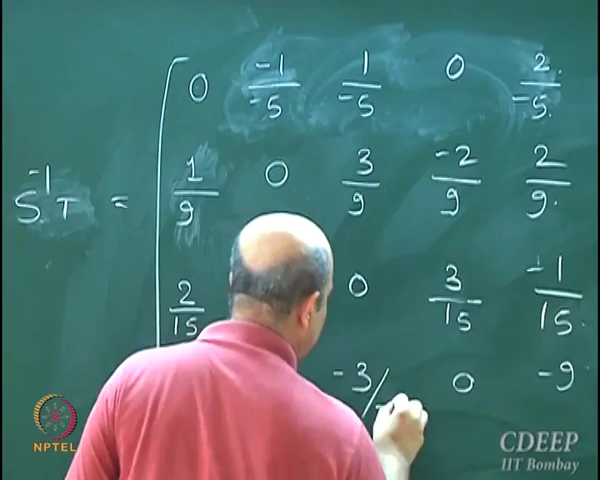 0 -1/-5 1/-5 0 2/-5
S^-1 T = 1/9 0 3/9 -2/9 2/9
2/15 0 3/15 -1/15
-3/ 0 -9
NPTEL
CDEEP
IIT Bombay